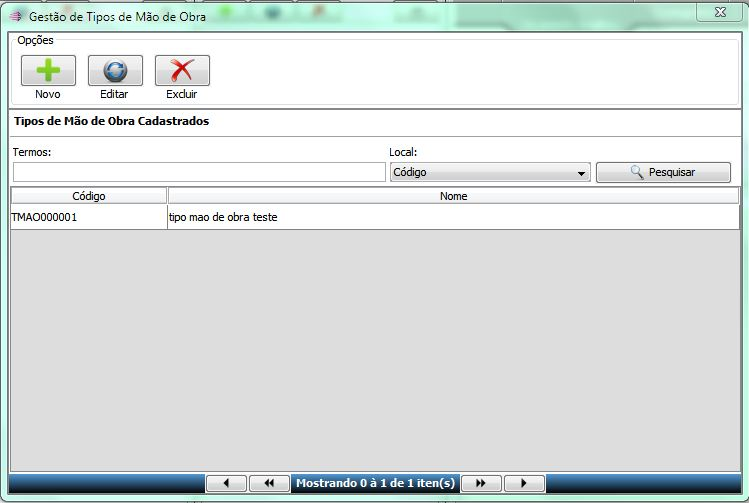 Gestão de Tipos de Mão de Obra
Opções
Novo Editar Excluir
Tipos de Mão de Obra Cadastrados
Termos: Local:
Código Pesquisar
Código Nome
TMAO000001 tipo mao de obra teste
Mostrando 0 à 1 de 1 iten(s)